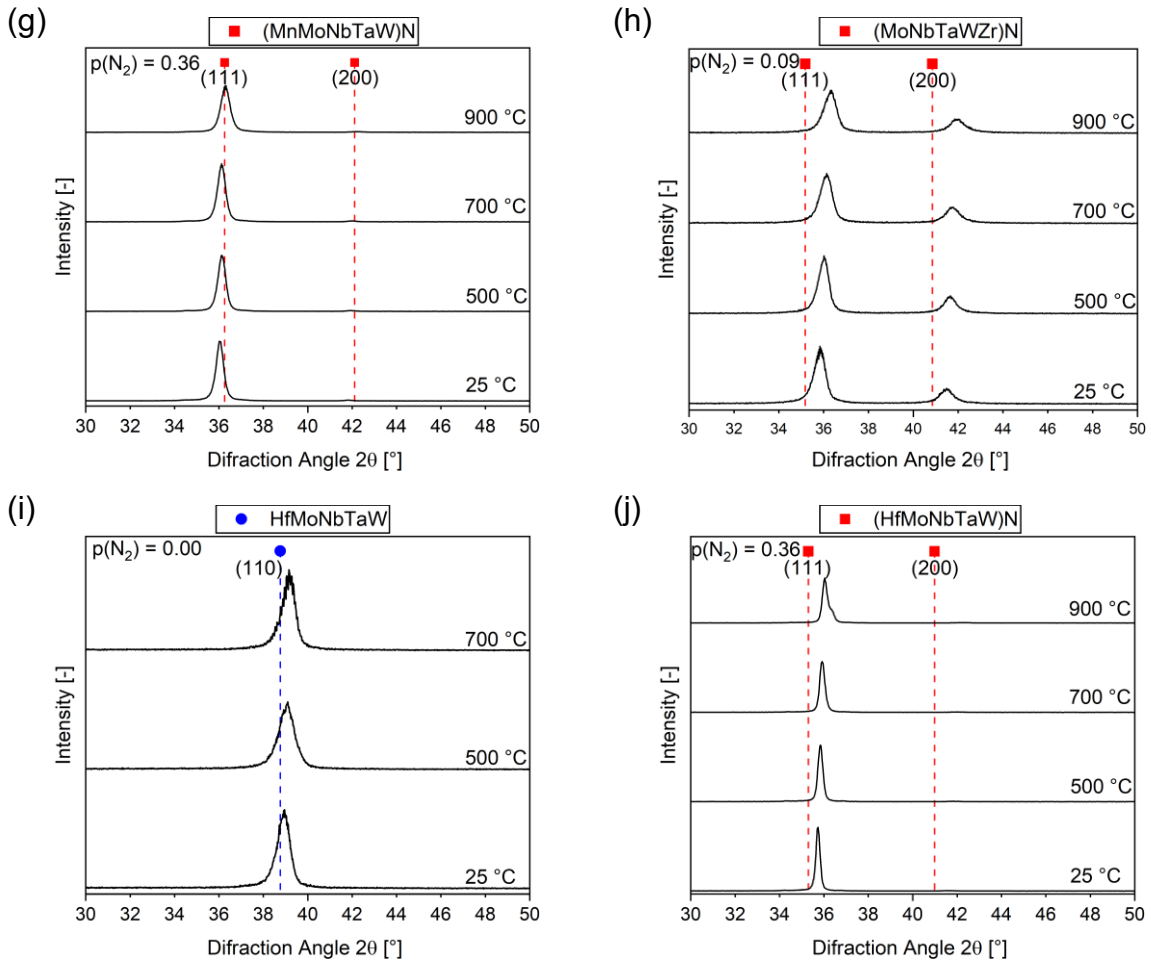 (g)
(MnMoNbTaW)N
p(N₂) = 0.36
(111)
(200)
900 °C
700 °C
500 °C
25 °C
Intensity [-]
30 32 34 36 38 40 42 44 46 48 50
Difraction Angle 2θ [°]
(h)
(MoNbTaWZr)N
p(N₂) = 0.09
(111)
(200)
900 °C
700 °C
500 °C
25 °C
Intensity [-]
30 32 34 36 38 40 42 44 46 48 50
Difraction Angle 2θ [°]
(i)
HfMoNbTaW
p(N₂) = 0.00
(110)
700 °C
500 °C
25 °C
Intensity [-]
30 32 34 36 38 40 42 44 46 48 50
Difraction Angle 2θ [°]
(j)
(HfMoNbTaW)N
p(N₂) = 0.36
(111)
(200)
900 °C
700 °C
500 °C
25 °C
Intensity [-]
30 32 34 36 38 40 42 44 46 48 50
Difraction Angle 2θ [°]